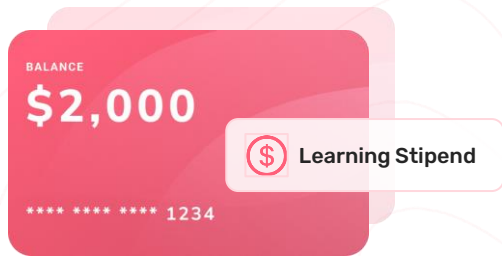 BALANCE
$2,000
$ Learning Stipend
**** **** **** 1234